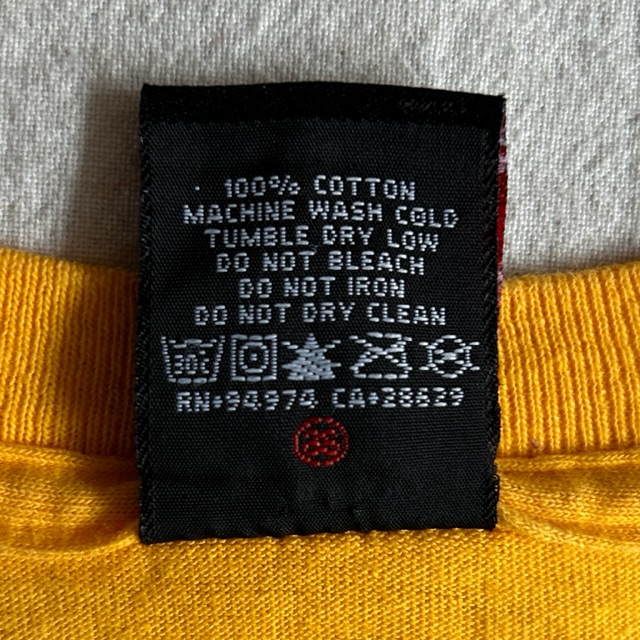 100% COTTON
MACHINE WASH COLD
TUMBLE DRY LOW
DO NOT BLEACH
DO NOT IRON
DO NOT DRY CLEAN
30c
RN#94974 CA#28629